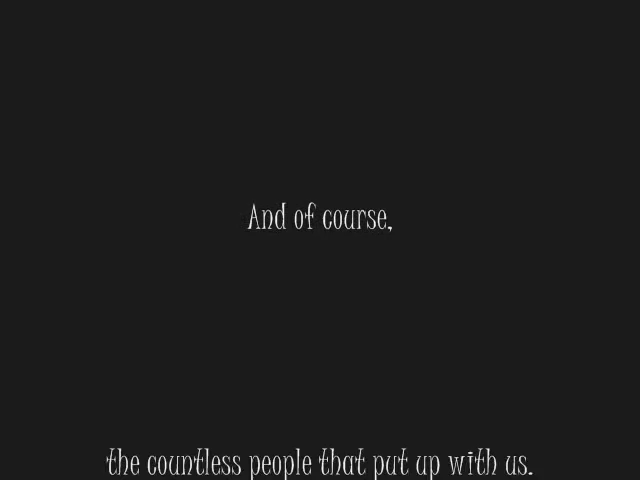 And of course,
the countless people that put up with us.